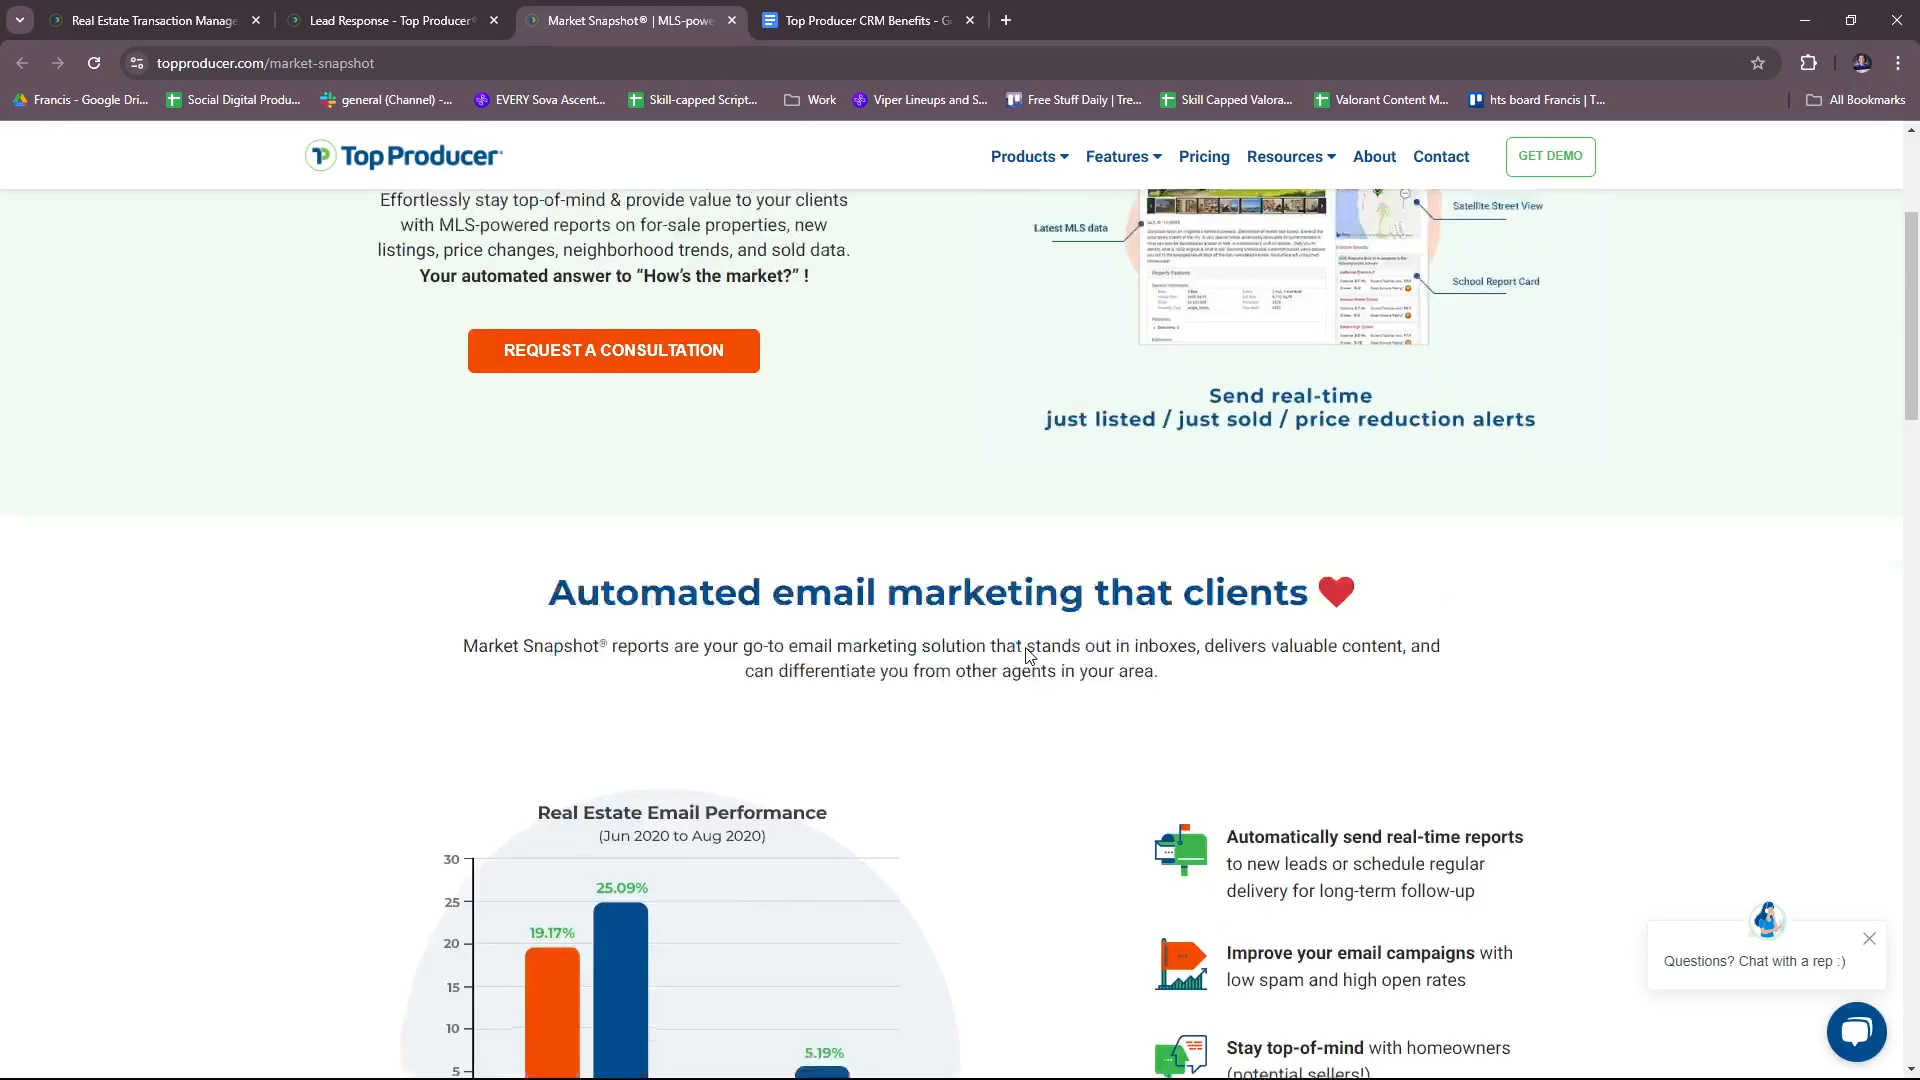 Real Estate Transaction Manage
Lead Response - Top Producer®
Market Snapshot® | MLS-powe
Top Producer CRM Benefits - G
topproducer.com/market-snapshot
Francis - Google Dri...
Social Digital Produ...
general (Channel) -...
EVERY Sova Ascent...
Skill-capped Script...
Work
Viper Lineups and S...
Free Stuff Daily | Tre...
Skill Capped Valora...
Valorant Content M...
hts board Francis | T...
All Bookmarks
Top Producer
Products
Features
Pricing
Resources
About
Contact
GET DEMO
Effortlessly stay top-of-mind & provide value to your clients
with MLS-powered reports on for-sale properties, new
listings, price changes, neighborhood trends, and sold data.
Your automated answer to “How’s the market?” !
REQUEST A CONSULTATION
Latest MLS data
Satellite Street View
School Report Card
Property Features
Send real-time
just listed / just sold / price reduction alerts
Automated email marketing that clients
Market Snapshot® reports are your go-to email marketing solution that stands out in inboxes, delivers valuable content, and
can differentiate you from other agents in your area.
Real Estate Email Performance
(Jun 2020 to Aug 2020)
30
25
20
15
10
5
19.17%
25.09%
5.19%
Automatically send real-time reports
to new leads or schedule regular
delivery for long-term follow-up
Improve your email campaigns with
low spam and high open rates
Stay top-of-mind with homeowners
(potential sellers!)
Questions? Chat with a rep :)